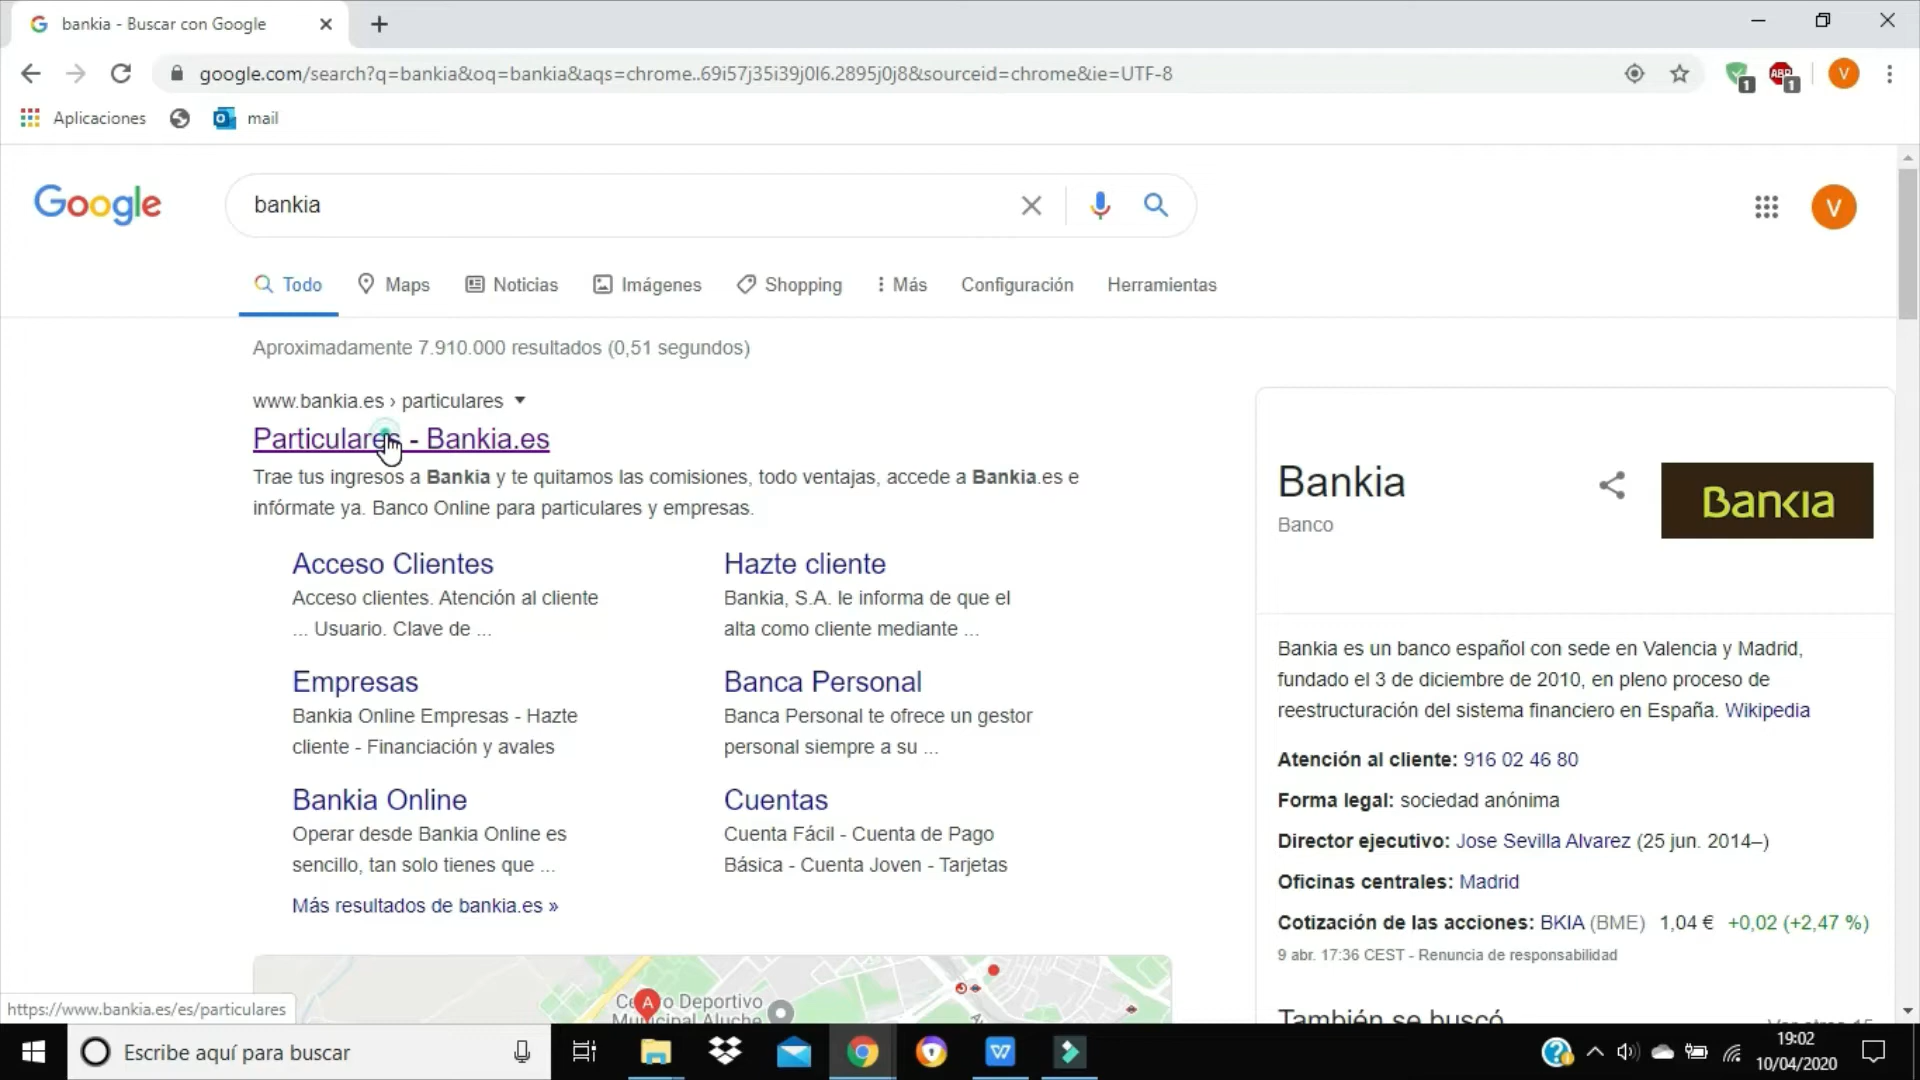 bankia - Buscar con Google
google.com/search?q=bankia&oq=bankia&aqs=chrome..69i57j35i39j0l6.2895j0j8&sourceid=chrome&ie=UTF-8
1
ABP
1
V
Aplicaciones
mail
Google
bankia
V
Todo
Maps
Noticias
Imágenes
Shopping
Más
Configuración
Herramientas
Aproximadamente 7.910.000 resultados (0,51 segundos)
www.bankia.es › particulares
Particulares - Bankia.es
Trae tus ingresos a Bankia y te quitamos las comisiones, todo ventajas, accede a Bankia.es e
infórmate ya. Banco Online para particulares y empresas.
Acceso Clientes
Acceso clientes. Atención al cliente
... Usuario. Clave de ...
Hazte cliente
Bankia, S.A. le informa de que el
alta como cliente mediante ...
Empresas
Bankia Online Empresas - Hazte
cliente - Financiación y avales
Banca Personal
Banca Personal te ofrece un gestor
personal siempre a su ...
Bankia Online
Operar desde Bankia Online es
sencillo, tan solo tienes que ...
Cuentas
Cuenta Fácil - Cuenta de Pago
Básica - Cuenta Joven - Tarjetas
Más resultados de bankia.es »
A
Deportivo
Municipal Aluche
Bankia
Banco
Bankia
Bankia es un banco español con sede en Valencia y Madrid,
fundado el 3 de diciembre de 2010, en pleno proceso de
reestructuración del sistema financiero en España. Wikipedia
Atención al cliente: 916 02 46 80
Forma legal: sociedad anónima
Director ejecutivo: Jose Sevilla Alvarez (25 jun. 2014–)
Oficinas centrales: Madrid
Cotización de las acciones: BKIA (BME) 1,04 € +0,02 (+2,47 %)
9 abr. 17:36 CEST - Renuncia de responsabilidad
También se buscó
https://www.bankia.es/es/particulares
Escribe aquí para buscar
19:02
10/04/2020